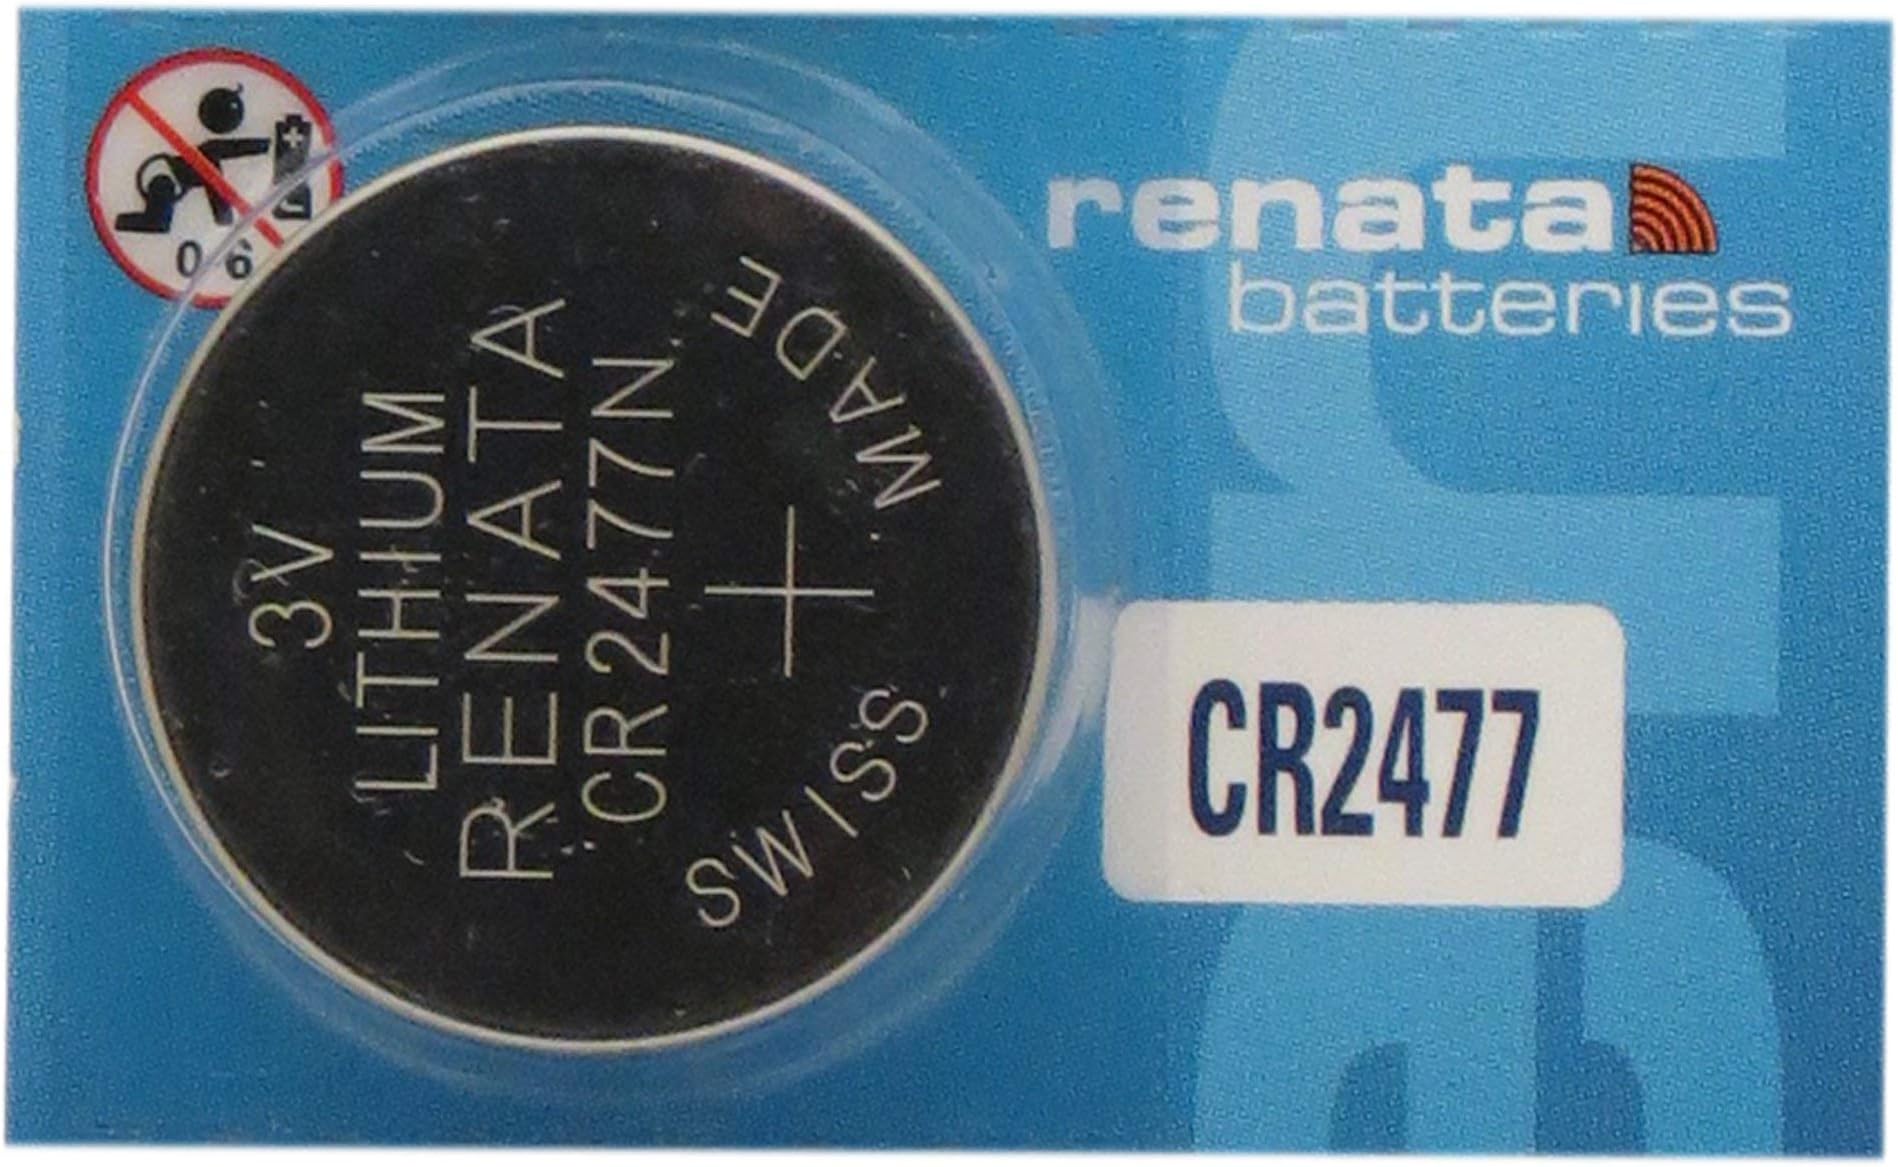 0 6
3V
LITHIUM
RENATA
CR2477N
+
SWISS MADE
renata
batteries
CR2477